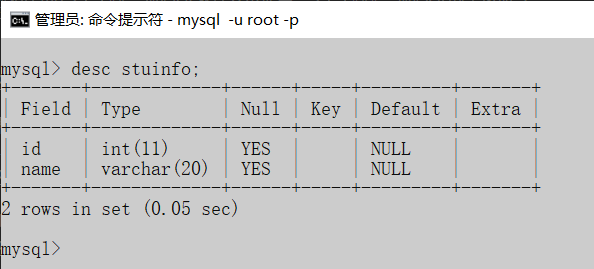 管理员: 命令提示符 - mysql  -u root -p
mysql> desc stuinfo;
+-------+-------------+------+-----+---------+-------+
| Field | Type        | Null | Key | Default | Extra |
+-------+-------------+------+-----+---------+-------+
| id    | int(11)     | YES  |     | NULL    |       |
| name  | varchar(20) | YES  |     | NULL    |       |
+-------+-------------+------+-----+---------+-------+
2 rows in set (0.05 sec)
mysql>